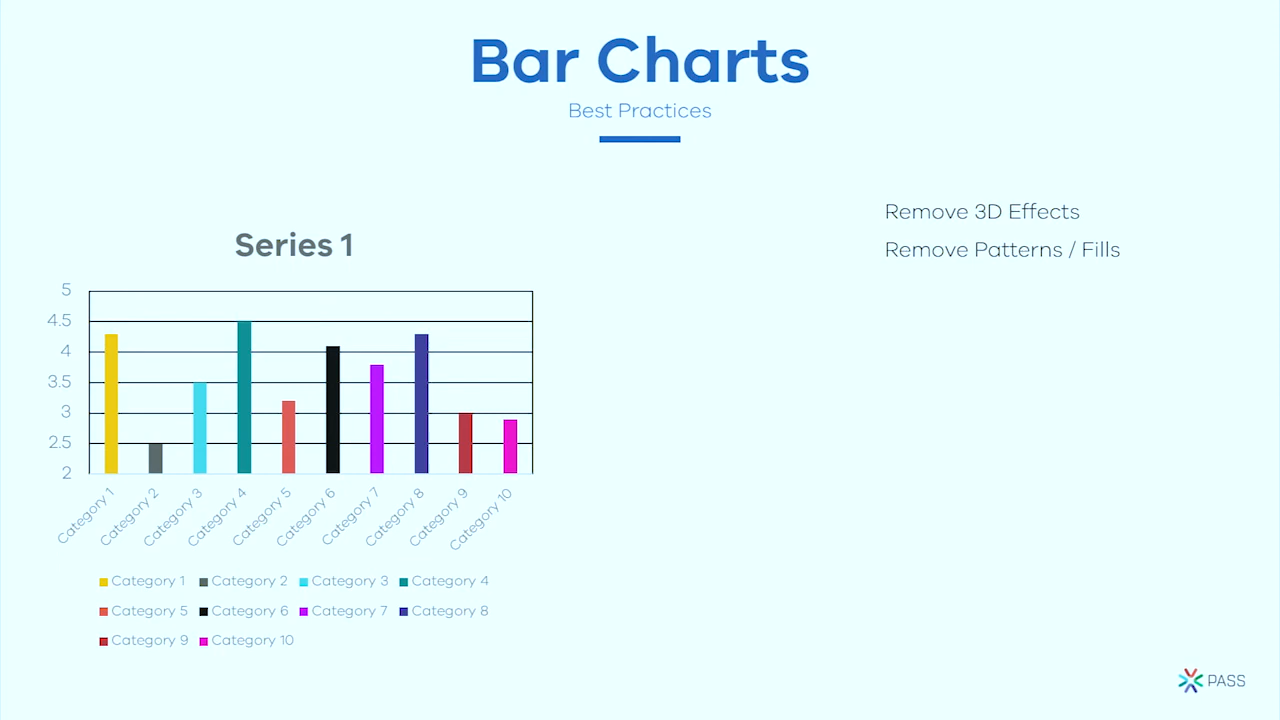 Bar Charts
Best Practices
Remove 3D Effects
Remove Patterns / Fills
Series 1
5
4.5
4
3.5
3
2.5
2
Category 1
Category 2
Category 3
Category 4
Category 5
Category 6
Category 7
Category 8
Category 9
Category 10
Category 1 Category 2 Category 3 Category 4
Category 5 Category 6 Category 7 Category 8
Category 9 Category 10
PASS